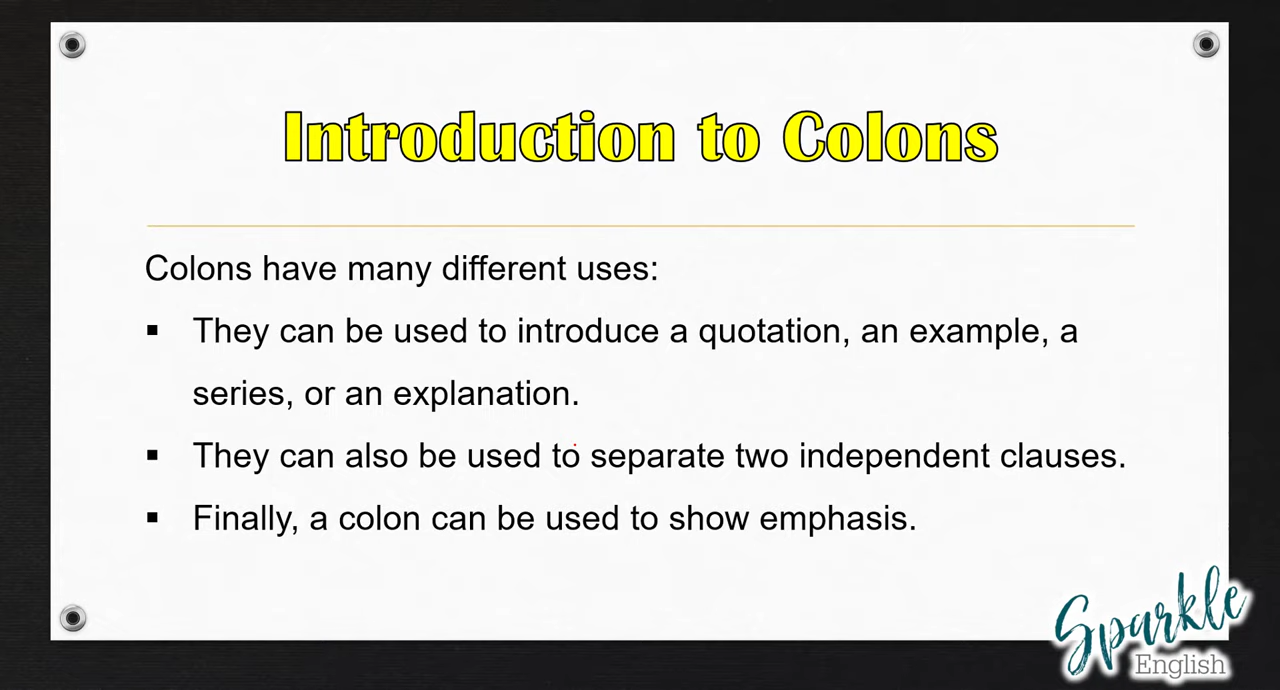 Introduction to Colons
Colons have many different uses:
▪ They can be used to introduce a quotation, an example, a
series, or an explanation.
▪ They can also be used to separate two independent clauses.
▪ Finally, a colon can be used to show emphasis.
Sparkle
English